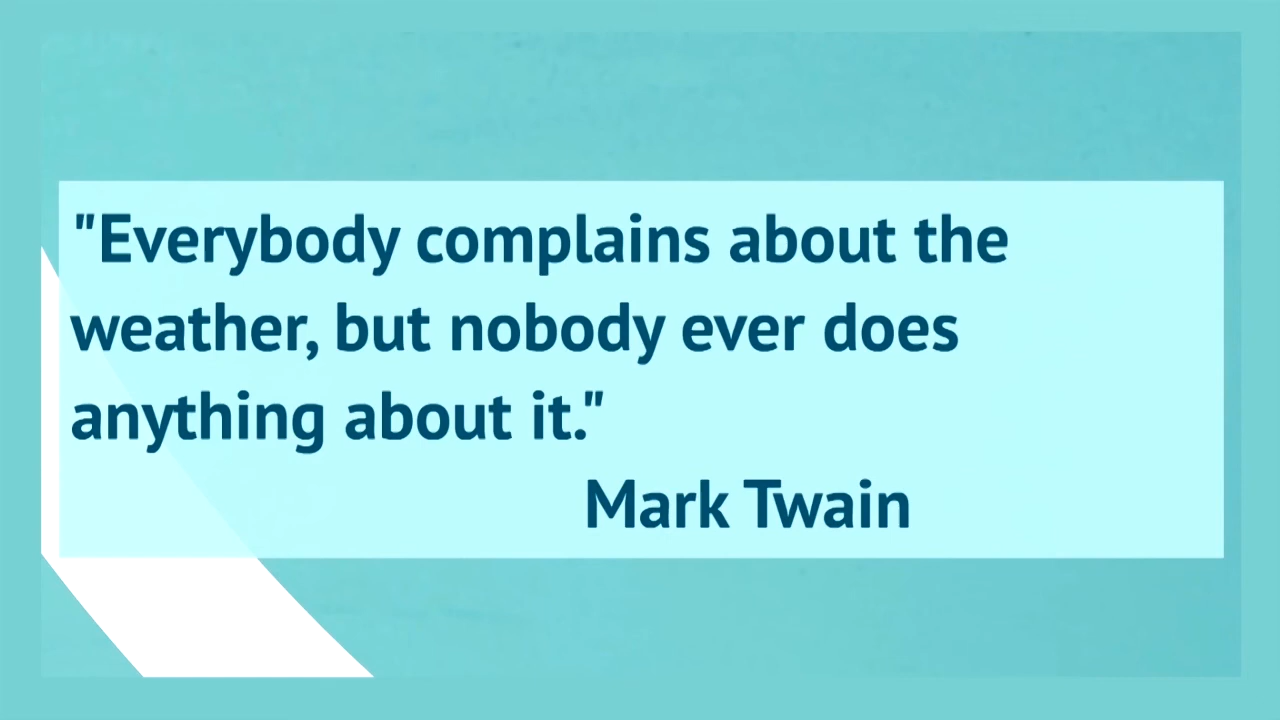 "Everybody complains about the
weather, but nobody ever does
anything about it."
Mark Twain